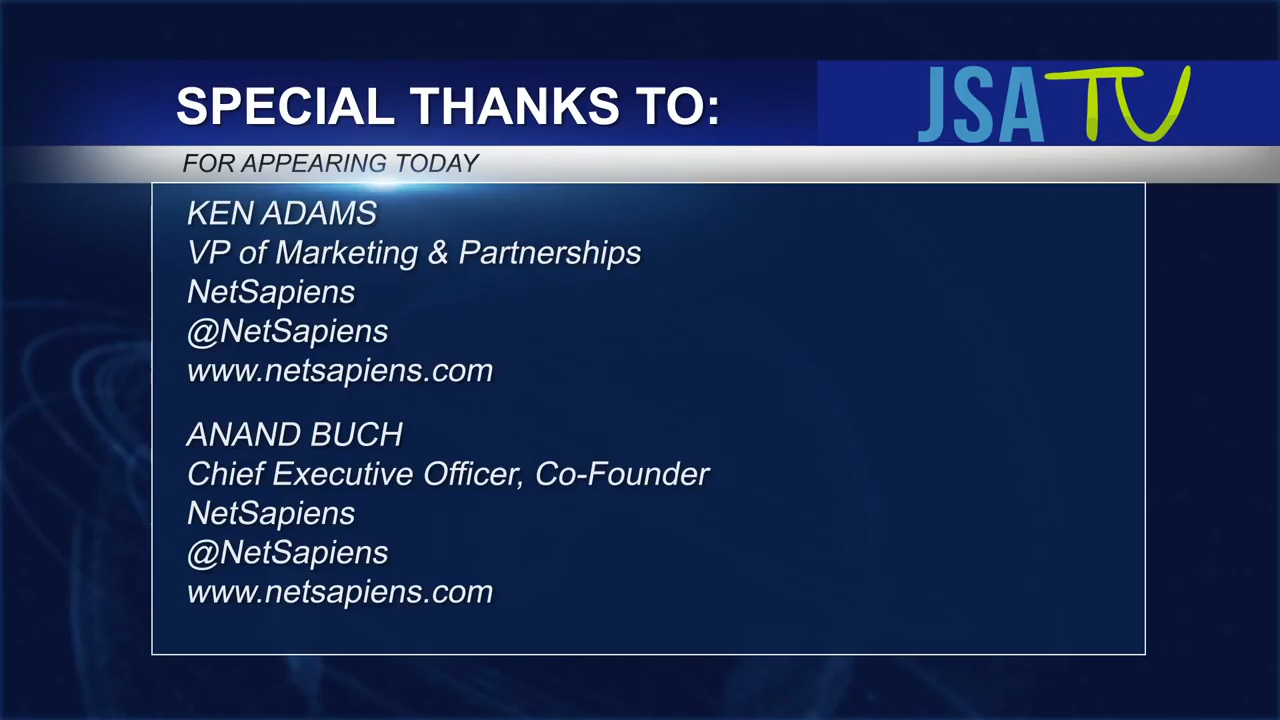 SPECIAL THANKS TO:
JSA TV
FOR APPEARING TODAY
KEN ADAMS
VP of Marketing & Partnerships
NetSapiens
@NetSapiens
www.netsapiens.com
ANAND BUCH
Chief Executive Officer, Co-Founder
NetSapiens
@NetSapiens
www.netsapiens.com